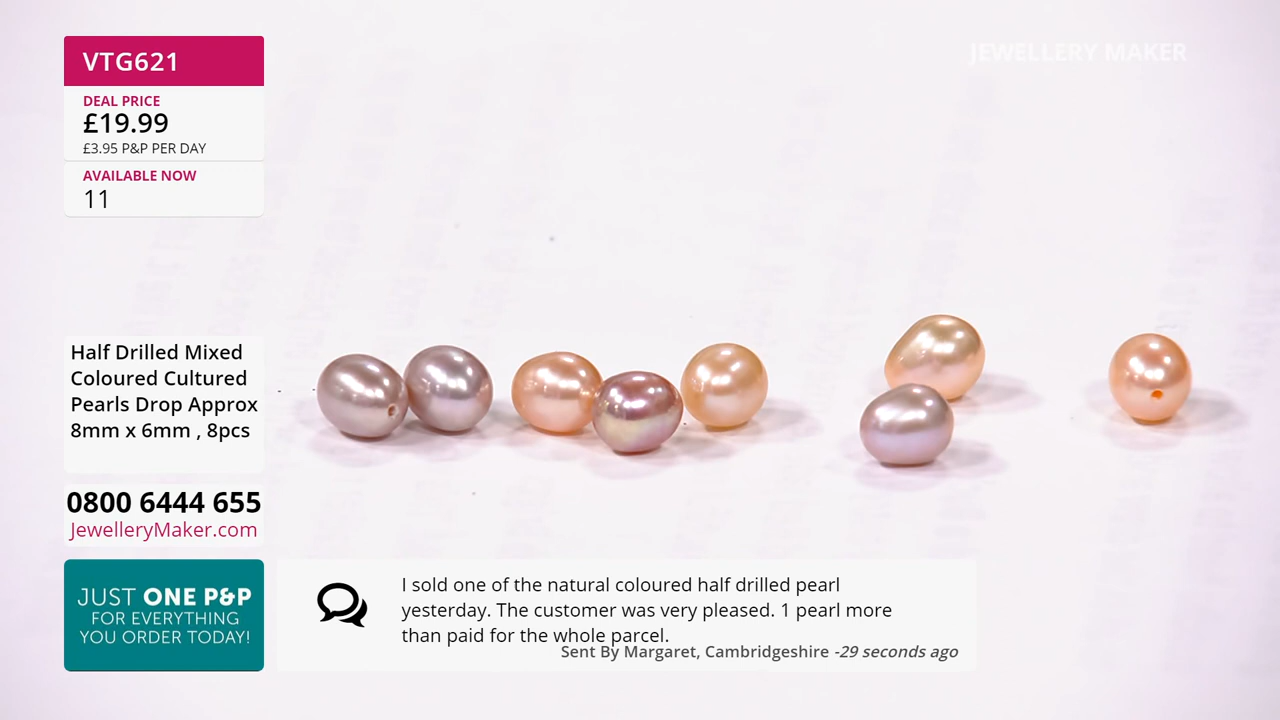 VTG621
JEWELLERY MAKER
DEAL PRICE
£19.99
£3.95 P&P PER DAY
AVAILABLE NOW
11
Half Drilled Mixed
Coloured Cultured
Pearls Drop Approx
8mm x 6mm , 8pcs
0800 6444 655
JewelleryMaker.com
JUST ONE P&P
FOR EVERYTHING
YOU ORDER TODAY!
I sold one of the natural coloured half drilled pearl
yesterday. The customer was very pleased. 1 pearl more
than paid for the whole parcel.
Sent By Margaret, Cambridgeshire -29 seconds ago